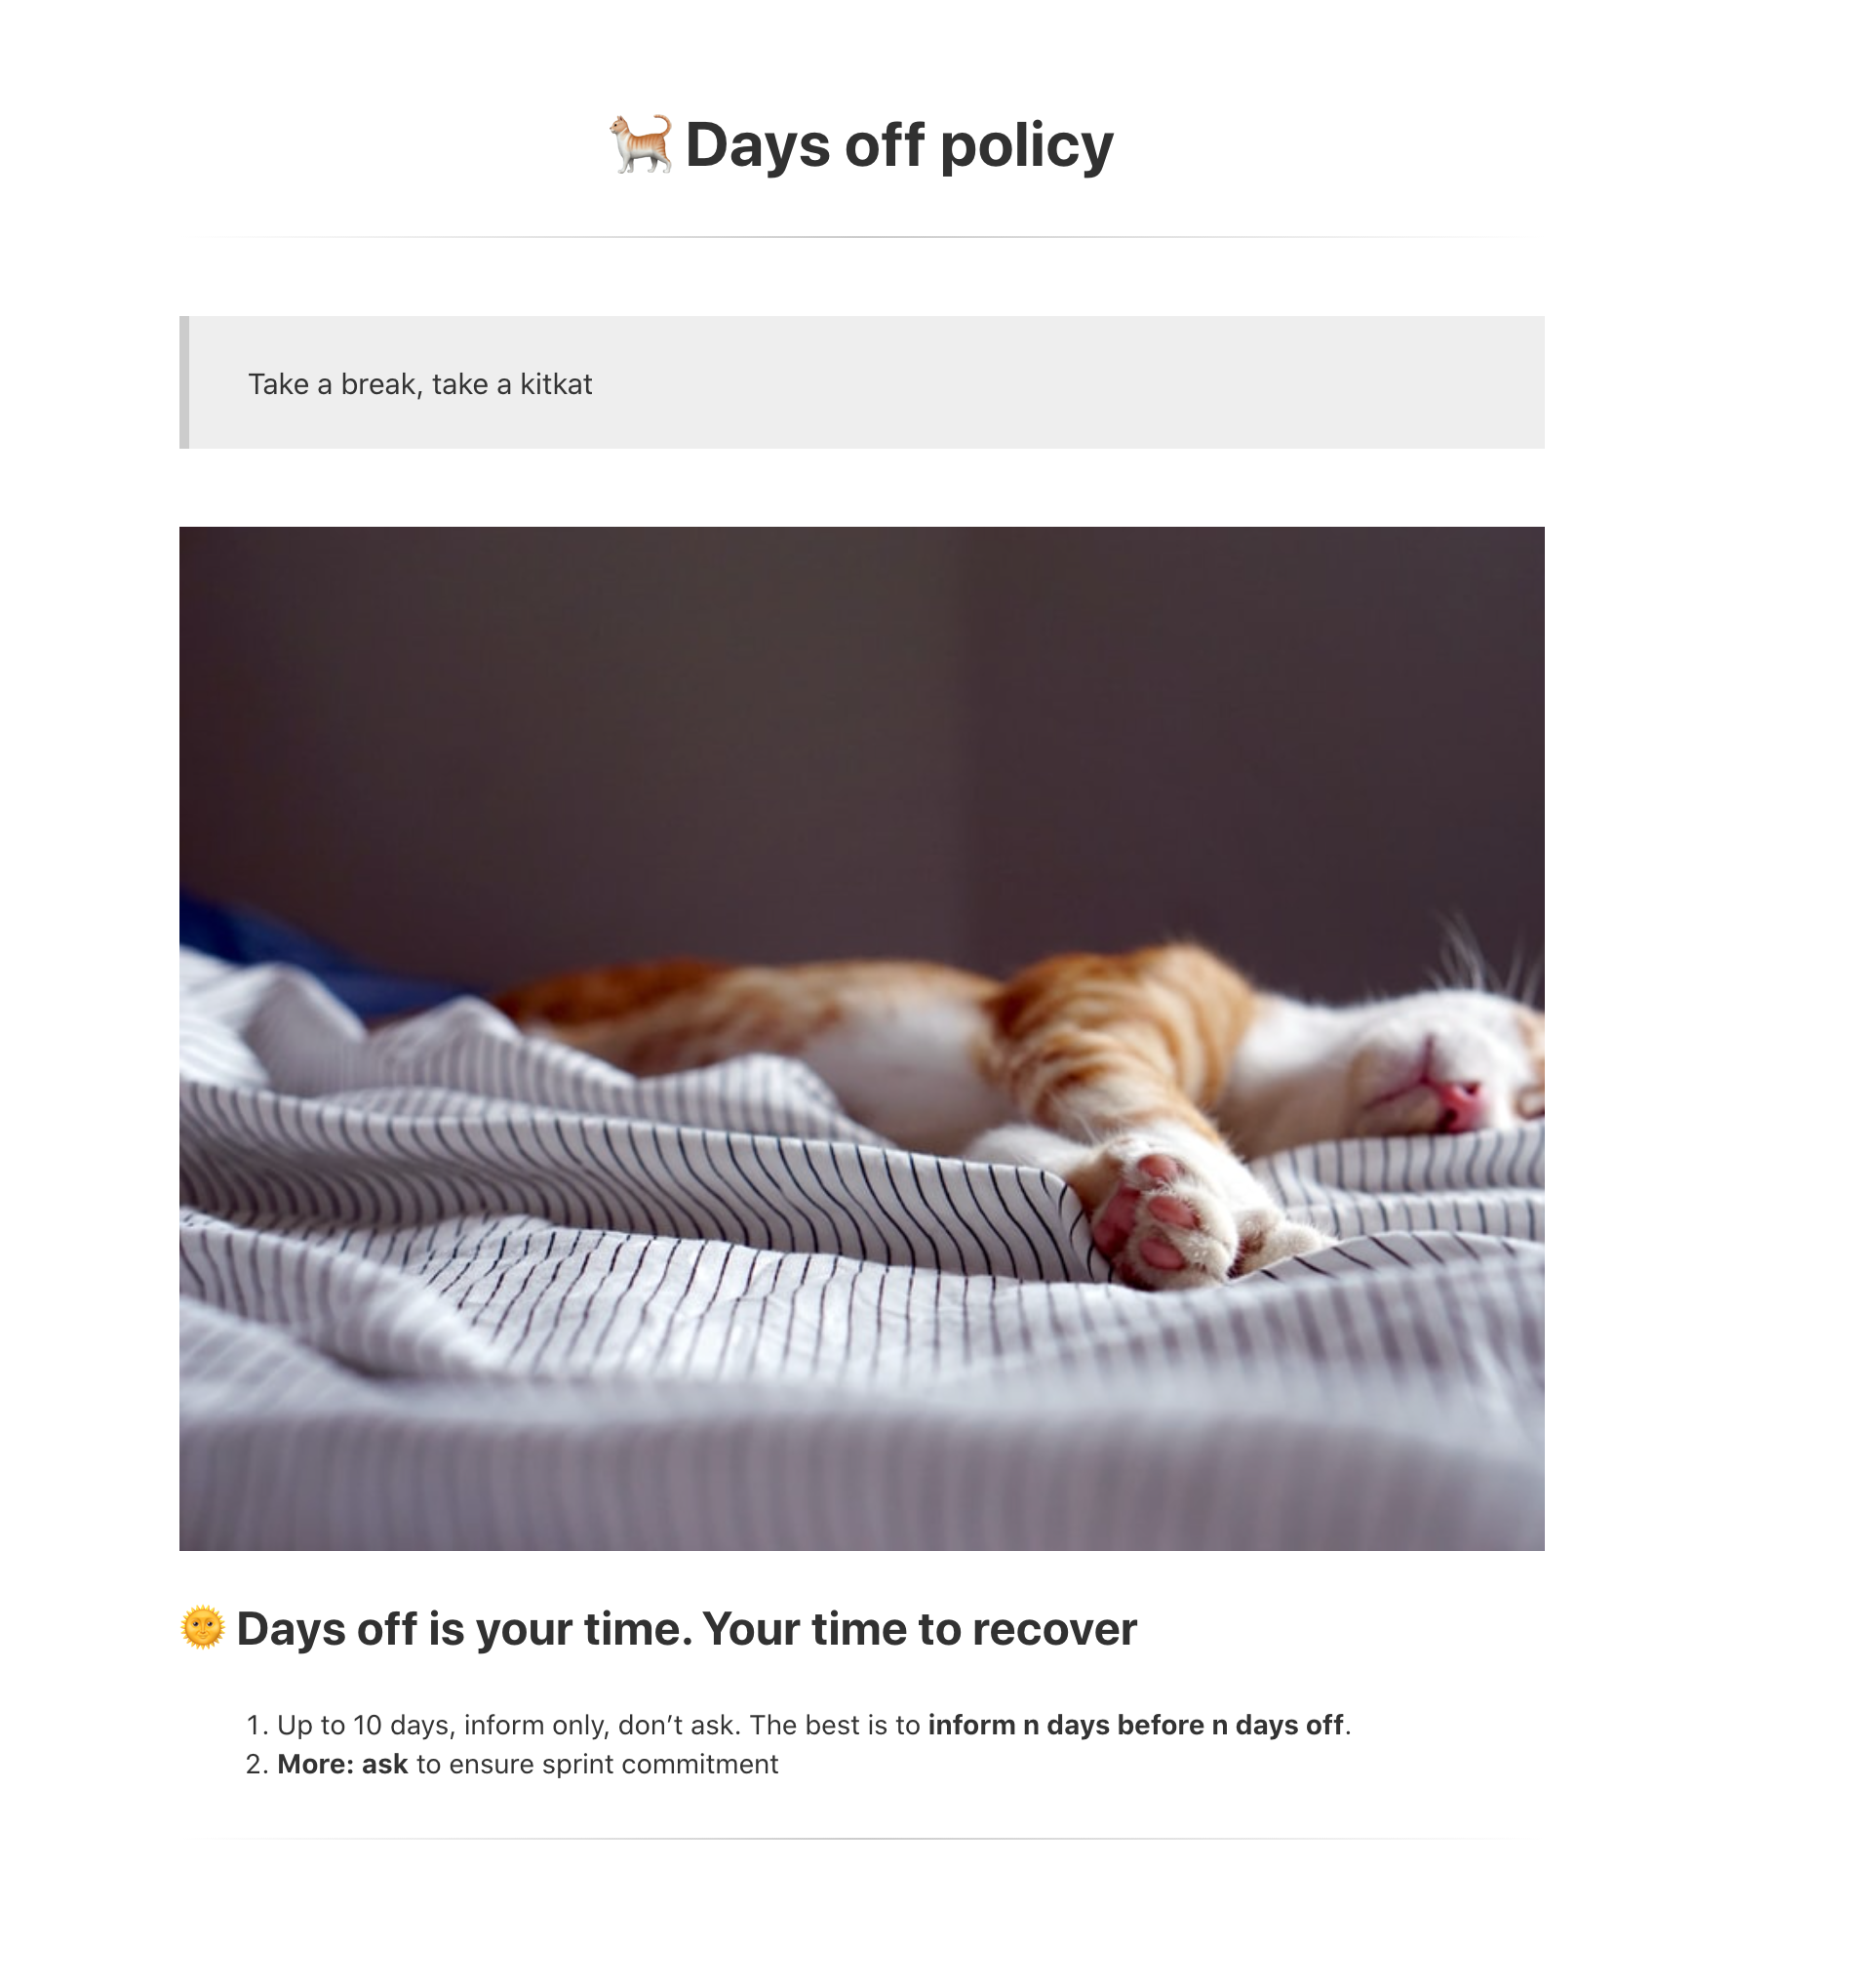 🐈 Days off policy
Take a break, take a kitkat
🌞 Days off is your time. Your time to recover
1. Up to 10 days, inform only, don’t ask. The best is to inform n days before n days off.
2. More: ask to ensure sprint commitment